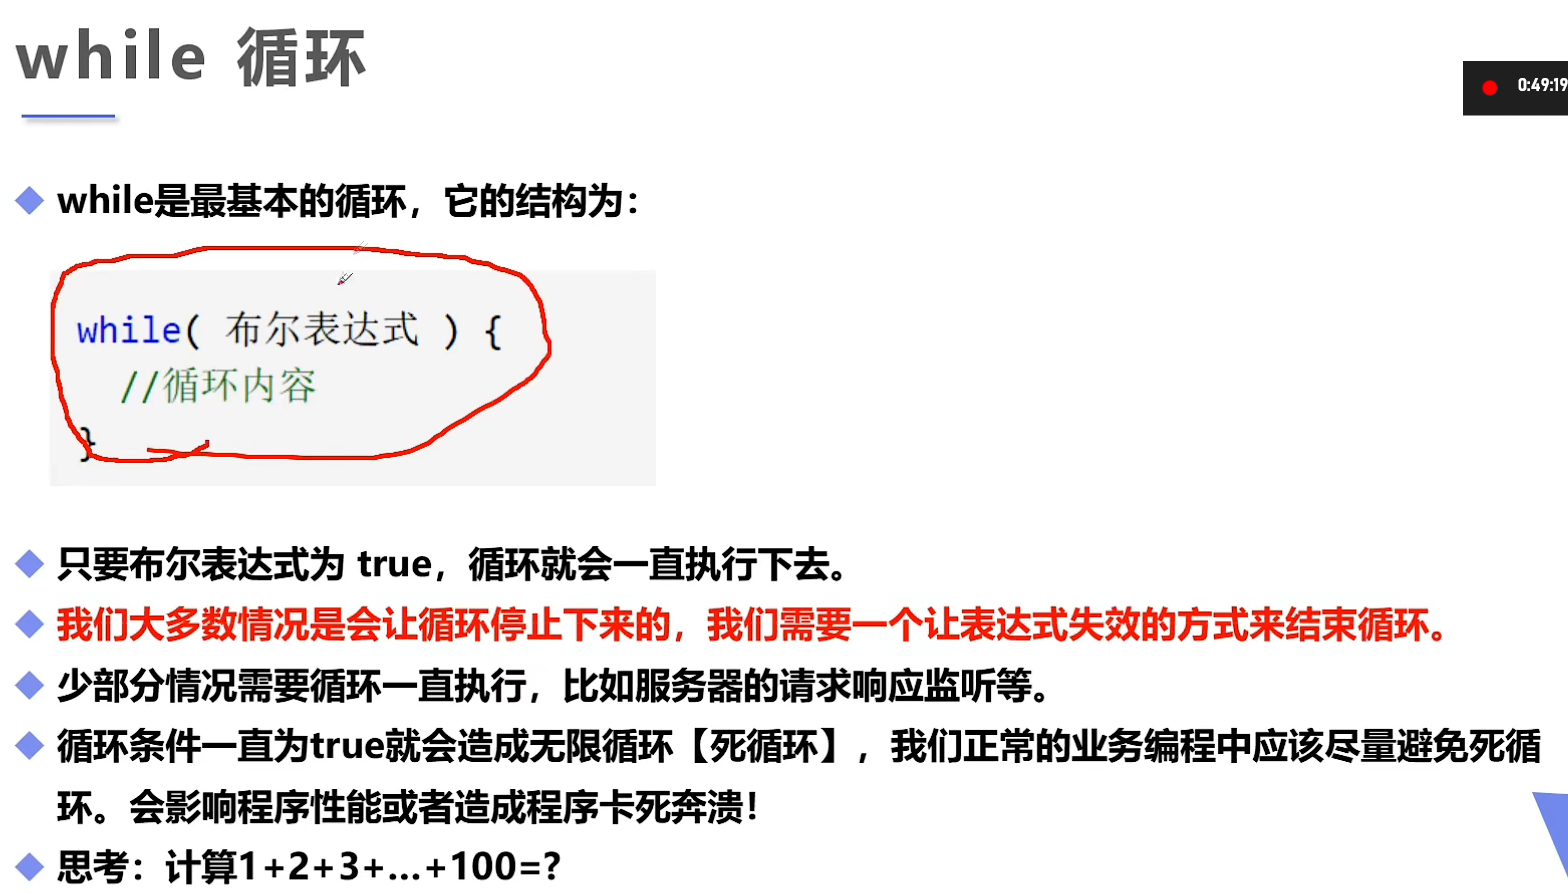 while 循环
0:49:19
while是最基本的循环，它的结构为：
while( 布尔表达式 ) {
//循环内容
}
只要布尔表达式为 true，循环就会一直执行下去。
我们大多数情况是会让循环停止下来的，我们需要一个让表达式失效的方式来结束循环。
少部分情况需要循环一直执行，比如服务器的请求响应监听等。
循环条件一直为true就会造成无限循环【死循环】，我们正常的业务编程中应该尽量避免死循
环。会影响程序性能或者造成程序卡死奔溃！
思考：计算1+2+3+…+100=?